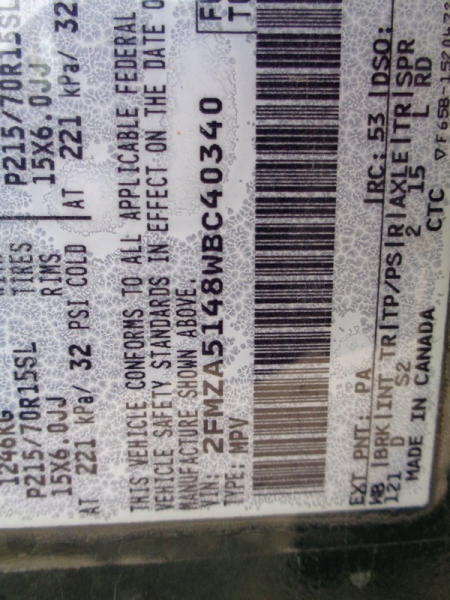 1246KG
P215/70R15SL TIRES P215/70R15SL
15X6.0JJ RIMS 15X6.0JJ
AT 221 kPa/ 32 PSI COLD AT 221 kPa/ 32
THIS VEHICLE CONFORMS TO ALL APPLICABLE FEDERAL
VEHICLE SAFETY STANDARDS IN EFFECT ON THE DATE O
MANUFACTURE SHOWN ABOVE.
VIN: 2FMZA5148WBC40340
TYPE: MPV
EXT PNT: PA RC: 53 DSO:
WB |BRK|INT TR|TP/PS|R|AXLE|TR|SPR
121 D S2 2 15 L RD
MADE IN CANADA CTC